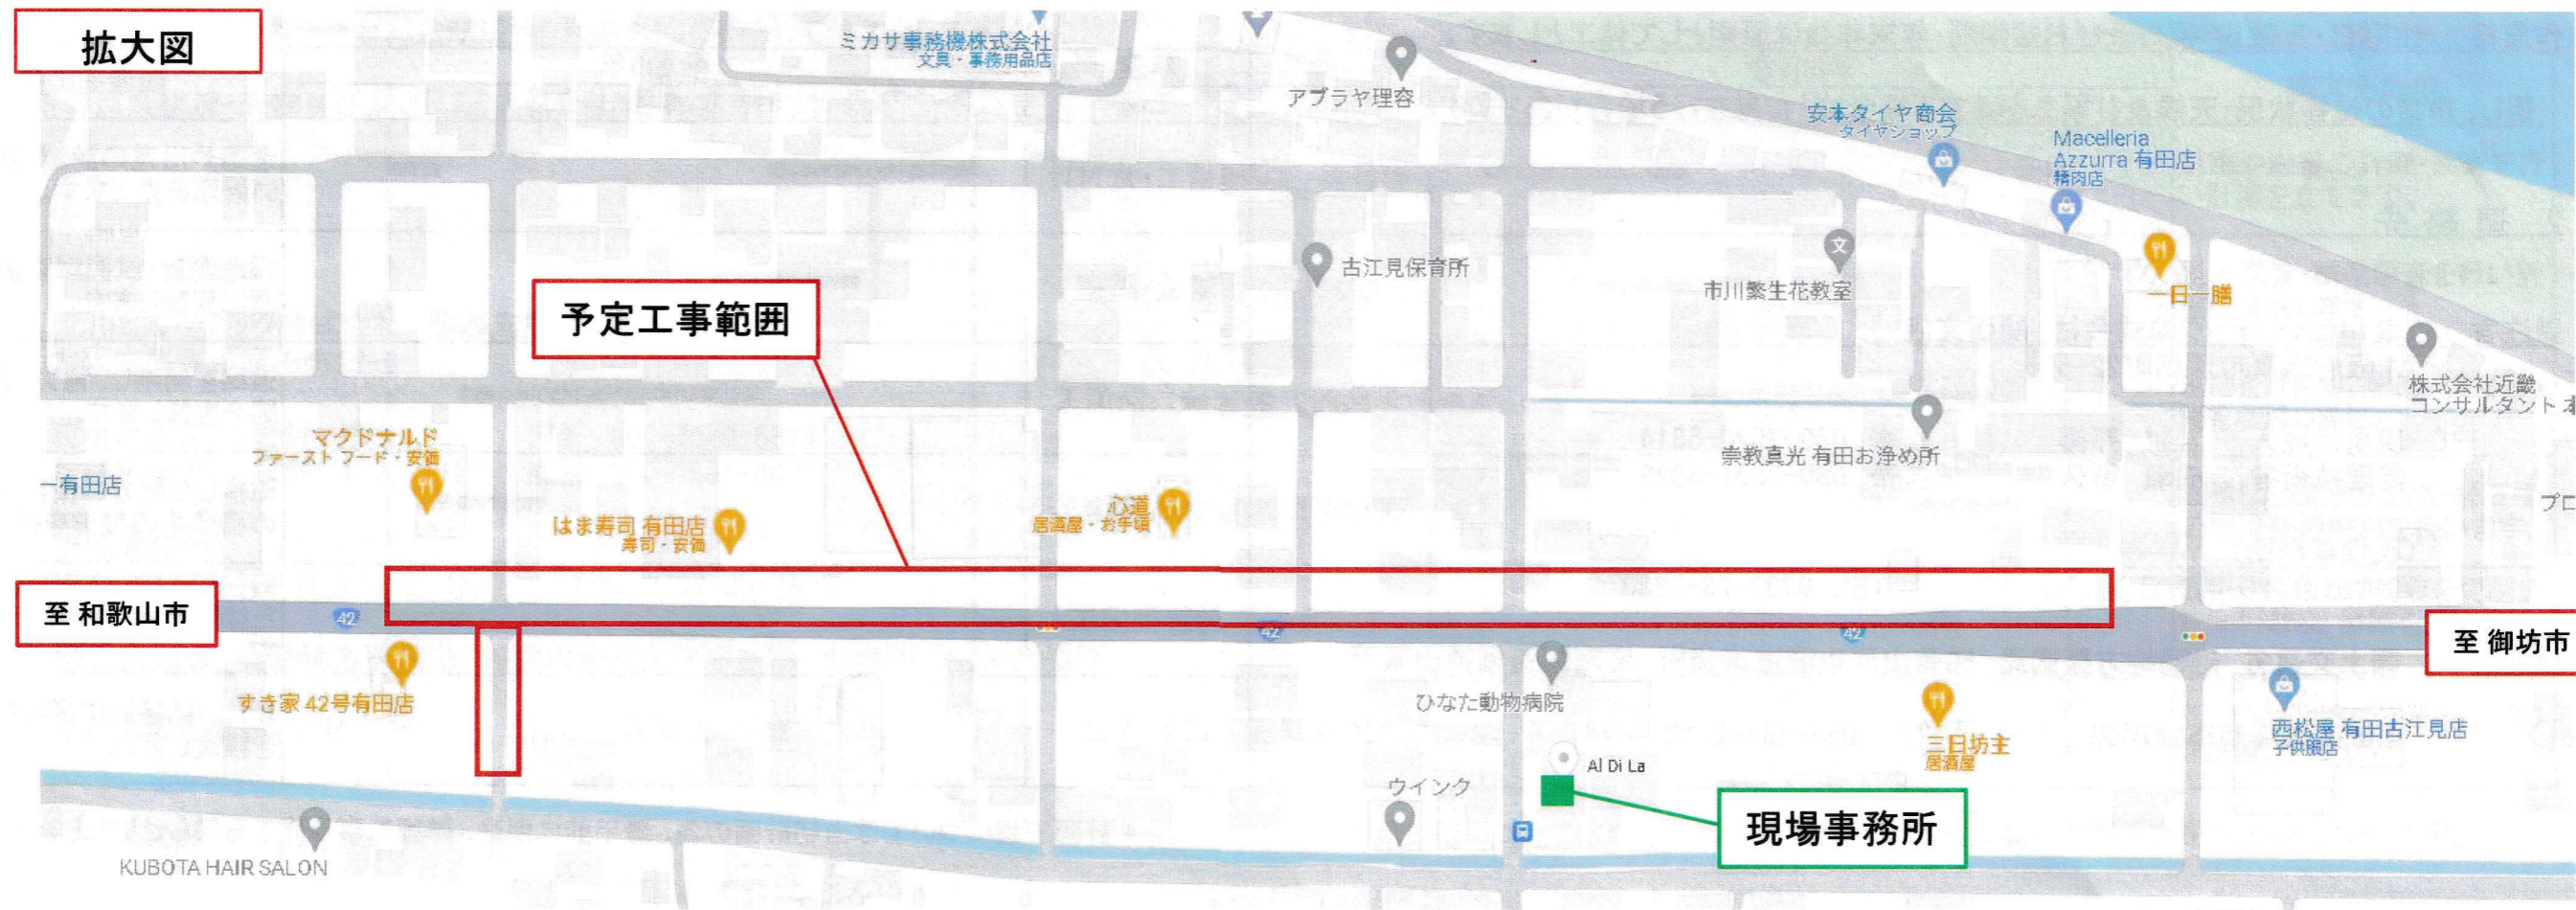 拡大図
ミカサ事務機株式会社
文具・事務用品店
アブラヤ理容
安本タイヤ商会
タイヤショップ
Macelleria
Azzurra 有田店
精肉店
古江見保育所
市川繁生花教室
一日一膳
予定工事範囲
株式会社近畿
コンサルタント 本
マクドナルド
ファーストフード・安価
ー有田店
崇教真光 有田お浄め所
はま寿司 有田店
寿司・安価
心道
居酒屋・お手頃
プロ
至 和歌山市
42
42
42
至 御坊市
すき家 42号有田店
ひなた動物病院
西松屋 有田古江見店
子供服店
三日坊主
居酒屋
Al Di La
ウインク
現場事務所
KUBOTA HAIR SALON